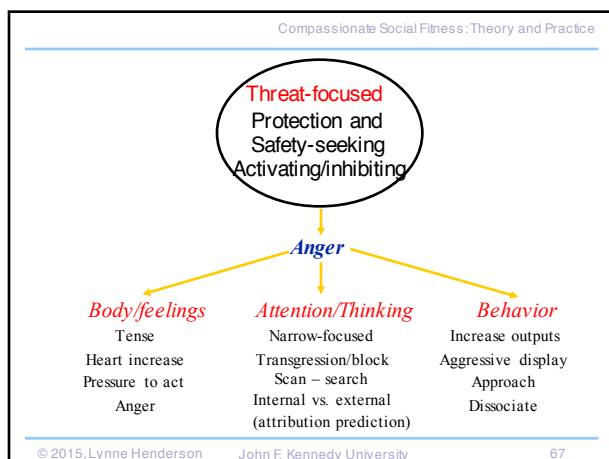 Compassionate Social Fitness: Theory and Practice
Threat-focused
Protection and
Safety-seeking
Activating/inhibiting
Anger
Body/feelings
Tense
Heart increase
Pressure to act
Anger
Attention/Thinking
Narrow-focused
Transgression/block
Scan – search
Internal vs. external
(attribution prediction)
Behavior
Increase outputs
Aggressive display
Approach
Dissociate
© 2015, Lynne Henderson John F. Kennedy University 67